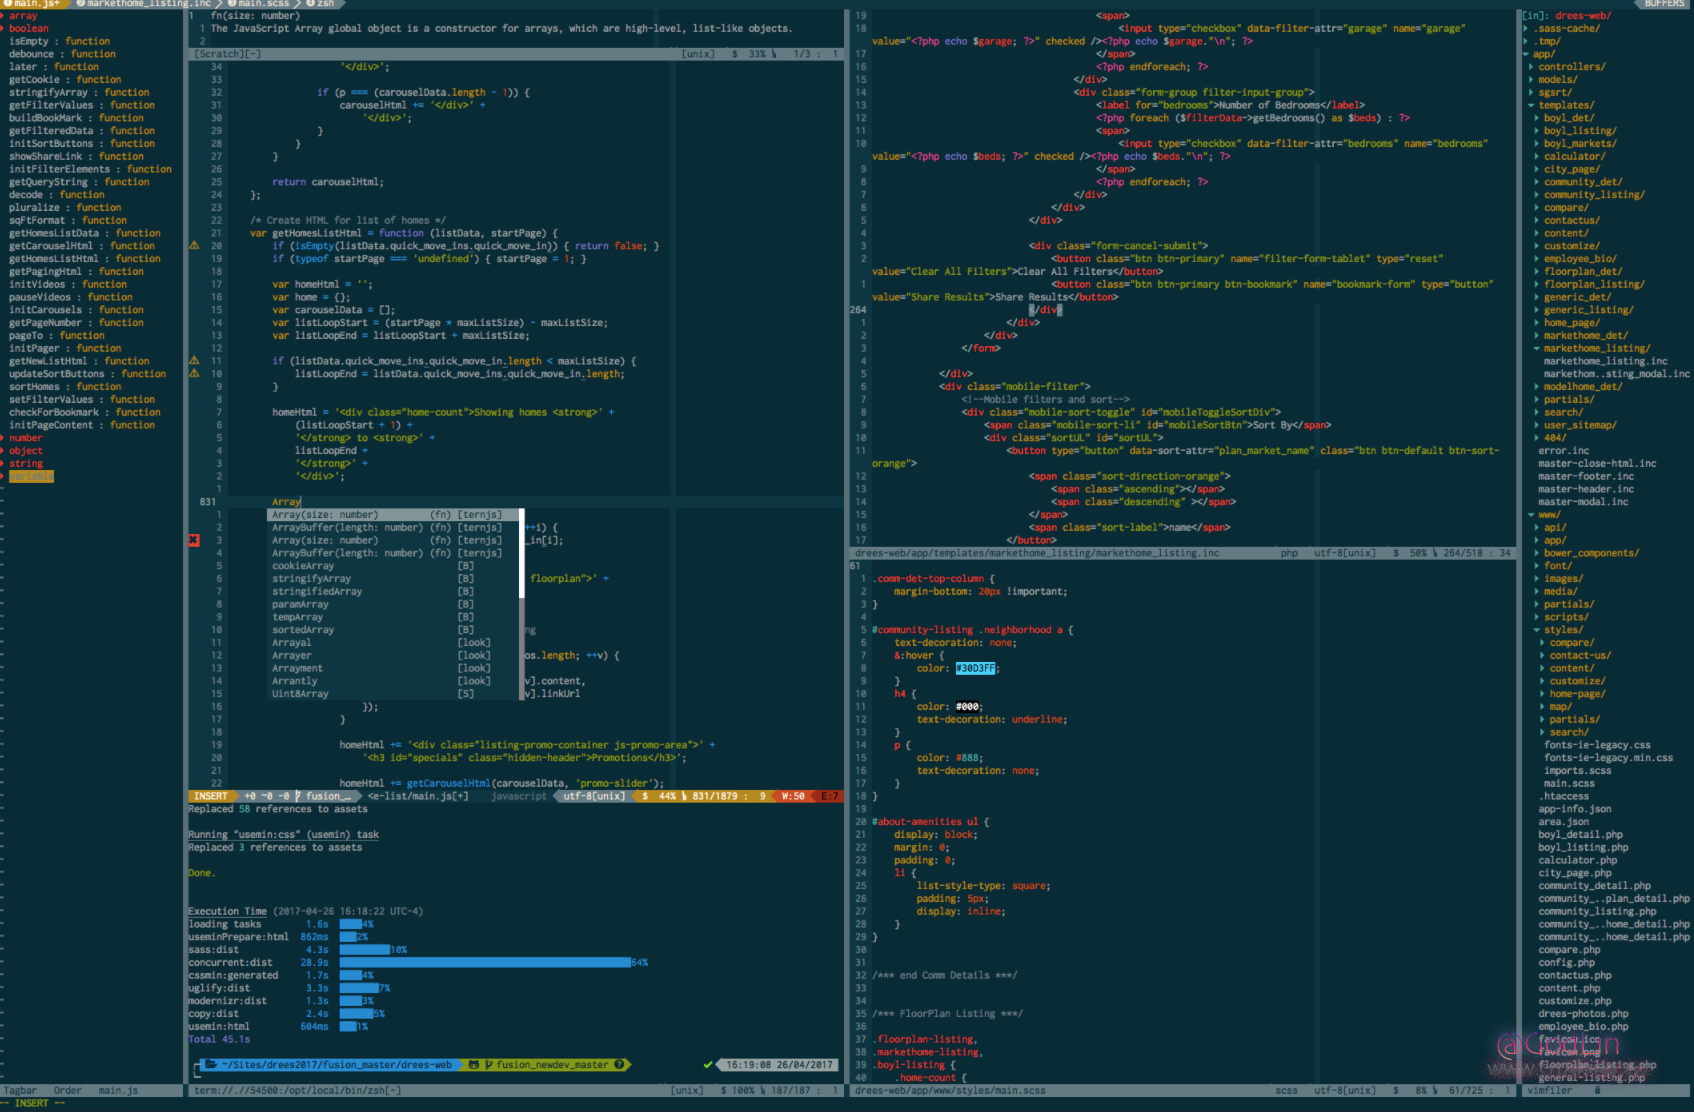 main.js+ markethome_listing.inc main.scss zsh BUFFERS
array
boolean
isEmpty : function
debounce : function
later : function
getCookie : function
stringifyArray : function
getFilterValues : function
buildBookMark : function
getFilteredData : function
initSortButtons : function
showShareLink : function
initFilterElements : function
getQueryString : function
decode : function
pluralize : function
sqFtFormat : function
getHomesListData : function
getCarouselHtml : function
getHomesListHtml : function
getPagingHtml : function
initVideos : function
pauseVideos : function
initCarousels : function
getPageNumber : function
pageTo : function
initPager : function
getNewListHtml : function
updateSortButtons : function
sortHomes : function
setFilterValues : function
checkForBookmark : function
initPageContent : function
number
object
string
variable
Tagbar Order main.js
-- INSERT --
1 fn(size: number)
1 The JavaScript Array global object is a constructor for arrays, which are high-level, list-like objects.
2
[Scratch][-] [unix] $ 33% 1/3 : 1
34 '</div>';
33
32 if (p === (carouselData.length - 1)) {
31 carouselHtml += '</div>' +
30 '</div>';
29 }
28 }
27 }
26
25 return carouselHtml;
24 };
23
22 /* Create HTML for list of homes */
21 var getHomesListHtml = function (listData, startPage) {
20 if (isEmpty(listData.quick_move_ins.quick_move_in)) { return false; }
19 if (typeof startPage === 'undefined') { startPage = 1; }
18
17 var homeHtml = '';
16 var home = {};
15 var carouselData = [];
14 var listLoopStart = (startPage * maxListSize) - maxListSize;
13 var listLoopEnd = listLoopStart + maxListSize;
12
11 if (listData.quick_move_ins.quick_move_in.length < maxListSize) {
10 listLoopEnd = listData.quick_move_ins.quick_move_in.length;
9 }
8
7 homeHtml = '<div class="home-count">Showing homes <strong>' +
6 (listLoopStart + 1) +
5 '</strong> to <strong>' +
4 listLoopEnd +
3 '</strong>' +
2 '</div>';
1
831 Array
1 Array(size: number) (fn) [ternjs]
2 ArrayBuffer(length: number) (fn) [ternjs] ++i) {
3 Array(size: number) (fn) [ternjs] _in[i];
4 ArrayBuffer(length: number) (fn) [ternjs]
5 cookieArray [B]
6 stringifyArray [B] floorplan">' +
7 stringifiedArray [B]
8 paramArray [B]
9 tempArray [B]
10 sortedArray [B] ng
11 Arrayal [look]
12 Arrayer [look] os.length; ++v) {
13 Arrayment [look]
14 Arrantly [look] v].content,
15 Uint8Array [S] v].linkUrl
16 });
17 }
18
19 homeHtml += '<div class="listing-promo-container js-promo-area">' +
20 '<h3 id="specials" class="hidden-header">Promotions</h3>';
21
22 homeHtml += getCarouselHtml(carouselData, 'promo-slider');
INSERT +0 ~0 -0 fusion_… <e-list/main.js[+] javascript utf-8[unix] $ 44% 831/1879 : 9 W:50 E:7
Replaced 58 references to assets
Running "usemin:css" (usemin) task
Replaced 3 references to assets
Done.
Execution Time (2017-04-26 16:18:22 UTC-4)
loading tasks 1.6s 4%
useminPrepare:html 862ms 2%
sass:dist 4.3s 10%
concurrent:dist 28.9s 64%
cssmin:generated 1.7s 4%
uglify:dist 3.3s 7%
modernizr:dist 1.3s 3%
copy:dist 2.4s 5%
usemin:html 604ms 1%
Total 45.1s
~/Sites/drees2017/fusion_master/drees-web fusion_newdev_master ✓ 16:19:08 26/04/2017
term://.//54500:/opt/local/bin/zsh[-] [unix] $ 100% 187/187 : 1
19 <span>
18 <input type="checkbox" data-filter-attr="garage" name="garage"
value="<?php echo $garage; ?>" checked /><?php echo $garage."\n"; ?>
17 </span>
16 <?php endforeach; ?>
15 </div>
14 <div class="form-group filter-input-group">
13 <label for="bedrooms">Number of Bedrooms</label>
12 <?php foreach ($filterData->getBedrooms() as $beds) : ?>
11 <span>
10 <input type="checkbox" data-filter-attr="bedrooms" name="bedrooms"
value="<?php echo $beds; ?>" checked /><?php echo $beds."\n"; ?>
9 </span>
8 <?php endforeach; ?>
7 </div>
6 </div>
5 </div>
4
3 <div class="form-cancel-submit">
2 <button class="btn btn-primary" name="filter-form-tablet" type="reset"
value="Clear All Filters">Clear All Filters</button>
1 <button class="btn btn-primary btn-bookmark" name="bookmark-form" type="button"
value="Share Results">Share Results</button>
264 </div>
1 </div>
2 </div>
3 </form>
4
5 </div>
6 <div class="mobile-filter">
7 <!--Mobile filters and sort-->
8 <div class="mobile-sort-toggle" id="mobileToggleSortDiv">
9 <span class="mobile-sort-li" id="mobileSortBtn">Sort By</span>
10 <div class="sortUL" id="sortUL">
11 <button type="button" data-sort-attr="plan_market_name" class="btn btn-default btn-sort-
orange">
12 <span class="sort-direction-orange">
13 <span class="ascending"></span>
14 <span class="descending" ></span>
15 </span>
16 <span class="sort-label">name</span>
17 </button>
drees-web/app/templates/markethome_listing/markethome_listing.inc php utf-8[unix] $ 50% 264/518 : 34
61
1 .comm-det-top-column {
2 margin-bottom: 20px !important;
3 }
4
5 #community-listing .neighborhood a {
6 text-decoration: none;
7 &:hover {
8 color: #30D3FF;
9 }
10 h4 {
11 color: #000;
12 text-decoration: underline;
13 }
14 p {
15 color: #888;
16 text-decoration: none;
17 }
18 }
19
20 #about-amenities ul {
21 display: block;
22 margin: 0;
23 padding: 0;
24 li {
25 list-style-type: square;
26 padding: 5px;
27 display: inline;
28 }
29 }
30
31
32 /*** end Comm Details ***/
33
34
35 /*** FloorPlan Listing ***/
36
37 .floorplan-listing,
38 .markethome-listing,
39 .boyl-listing {
40 .home-count {
drees-web/app/www/styles/main.scss scss utf-8[unix] $ 8% 61/725 : 1
[in]: drees-web/
.sass-cache/
.tmp/
app/
controllers/
models/
sgsrt/
templates/
boyl_det/
boyl_listing/
boyl_markets/
calculator/
city_page/
community_det/
community_listing/
compare/
contactus/
content/
customize/
employee_bio/
floorplan_det/
floorplan_listing/
generic_det/
generic_listing/
home_page/
markethome_det/
markethome_listing/
markethome_listing.inc
markethom..sting_modal.inc
modelhome_det/
partials/
search/
user_sitemap/
404/
error.inc
master-close-html.inc
master-footer.inc
master-header.inc
master-modal.inc
www/
api/
app/
bower_components/
font/
images/
media/
partials/
scripts/
styles/
compare/
contact-us/
content/
customize/
home-page/
map/
partials/
search/
fonts-ie-legacy.css
fonts-ie-legacy.min.css
imports.scss
main.scss
.htaccess
app-info.json
area.json
boyl_detail.php
boyl_listing.php
calculator.php
city_page.php
community_detail.php
community_..plan_detail.php
community_listing.php
community_..home_detail.php
community_..home_detail.php
compare.php
config.php
contactus.php
content.php
customize.php
drees-photos.php
employee_bio.php
favicon.ico
favicon.png
floorplan_listing.php
general-listing.php
vimfiler